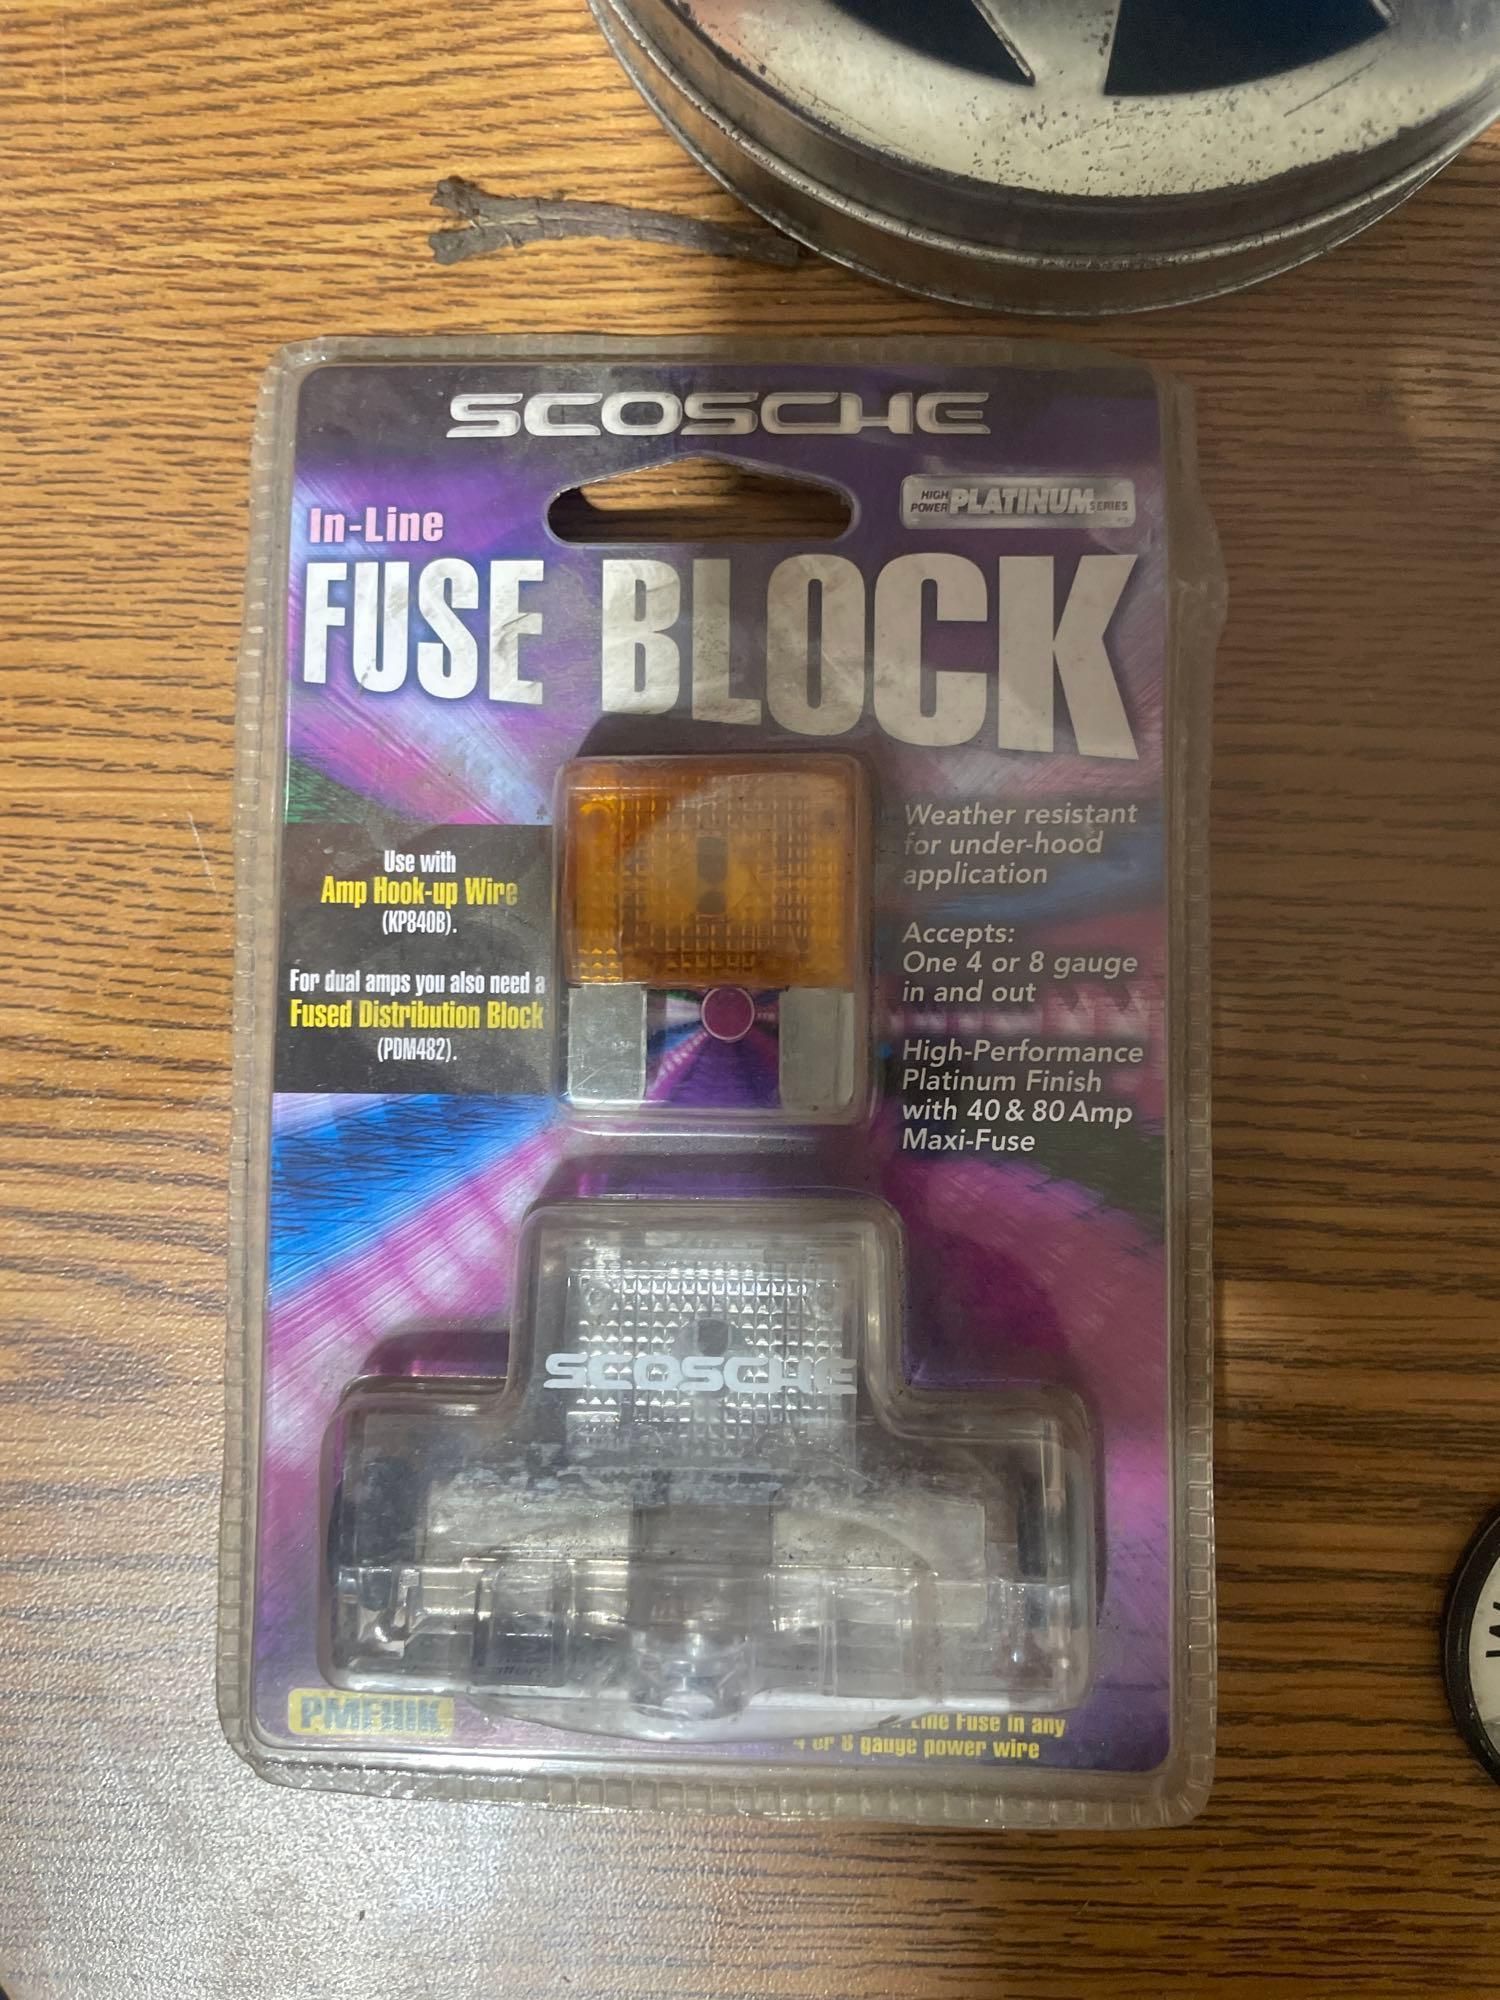 SCOSCHE
HIGH POWER PLATINUM SERIES
In-Line
FUSE BLOCK
Use with
Amp Hook-up Wire
(KP840B).
For dual amps you also need a
Fused Distribution Block
(PDM482).
Weather resistant
for under-hood
application
Accepts:
One 4 or 8 gauge
in and out
High-Performance
Platinum Finish
with 40 & 80 Amp
Maxi-Fuse
SCOSCHE
Line Fuse in any
4 or 8 gauge power wire
W